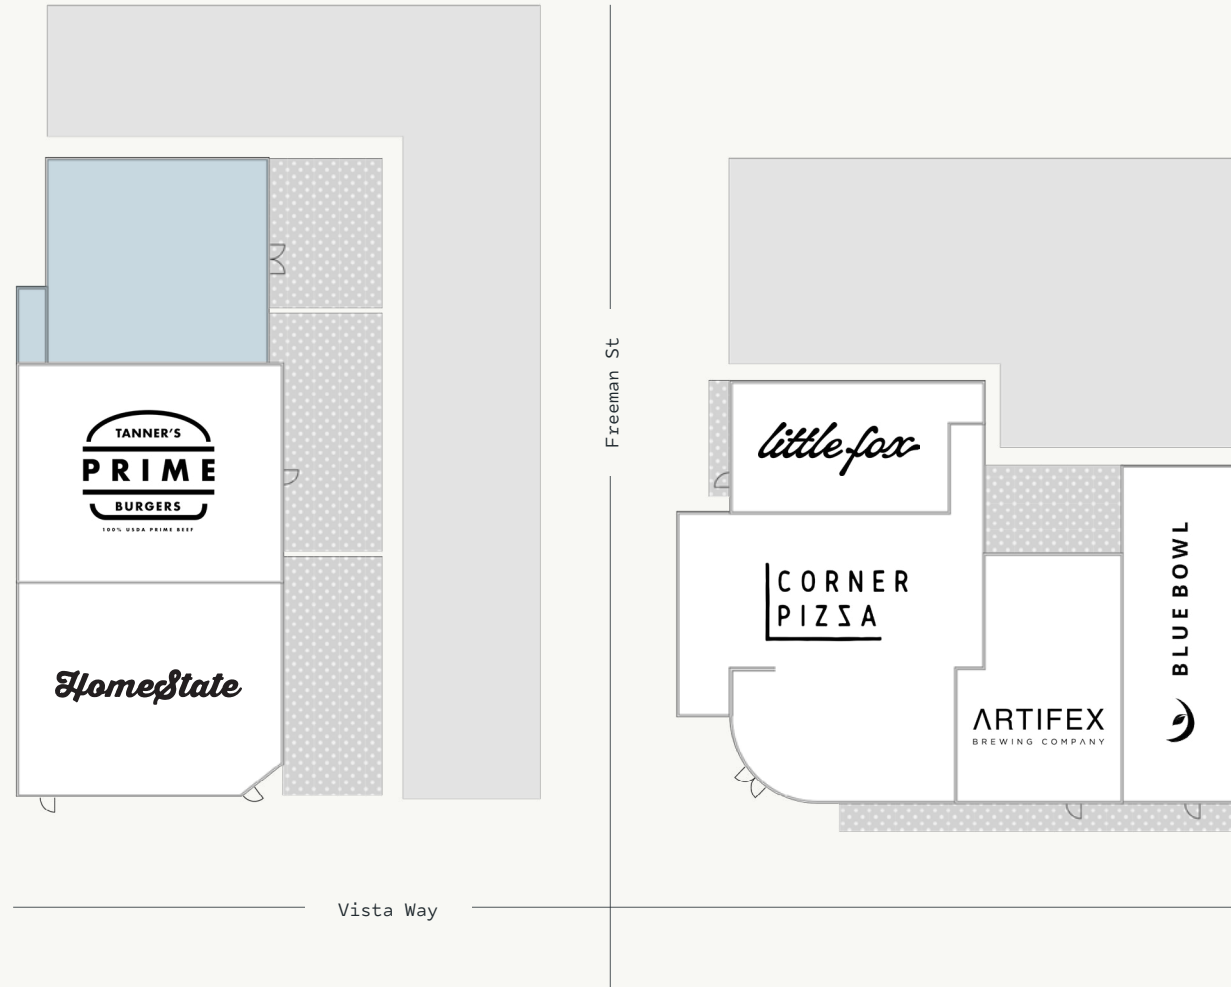 TANNER'S
PRIME
BURGERS
100% USDA PRIME BEEF
HomeState
Freeman St
little fox
CORNER
PIZZA
ARTIFEX
BREWING COMPANY
BLUE BOWL
Vista Way